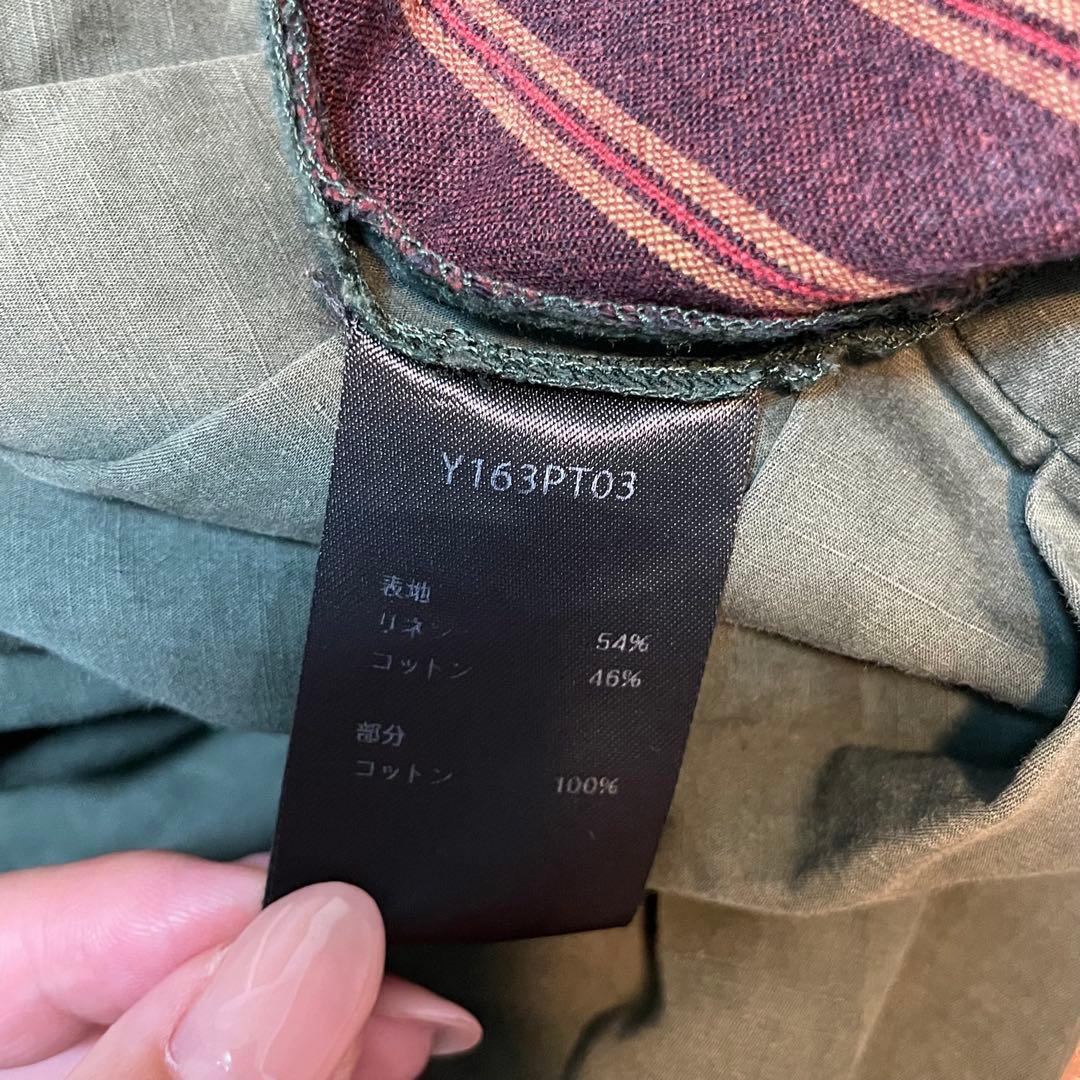 Y163PT03
表地
リネン 54%
コットン 46%
部分
コットン 100%